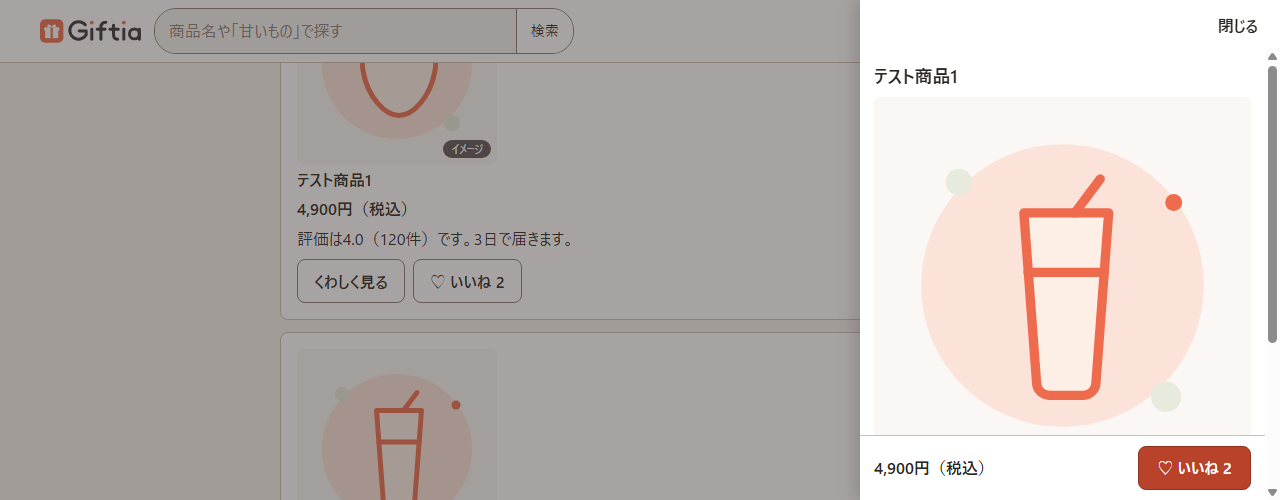 Giftia
商品名や「甘いもの」で探す
検索
イメージ
テスト商品1
4,900円（税込）
評価は4.0（120件）です。3日で届きます。
くわしく見る
♡ いいね 2
閉じる
テスト商品1
4,900円（税込）
♡ いいね 2